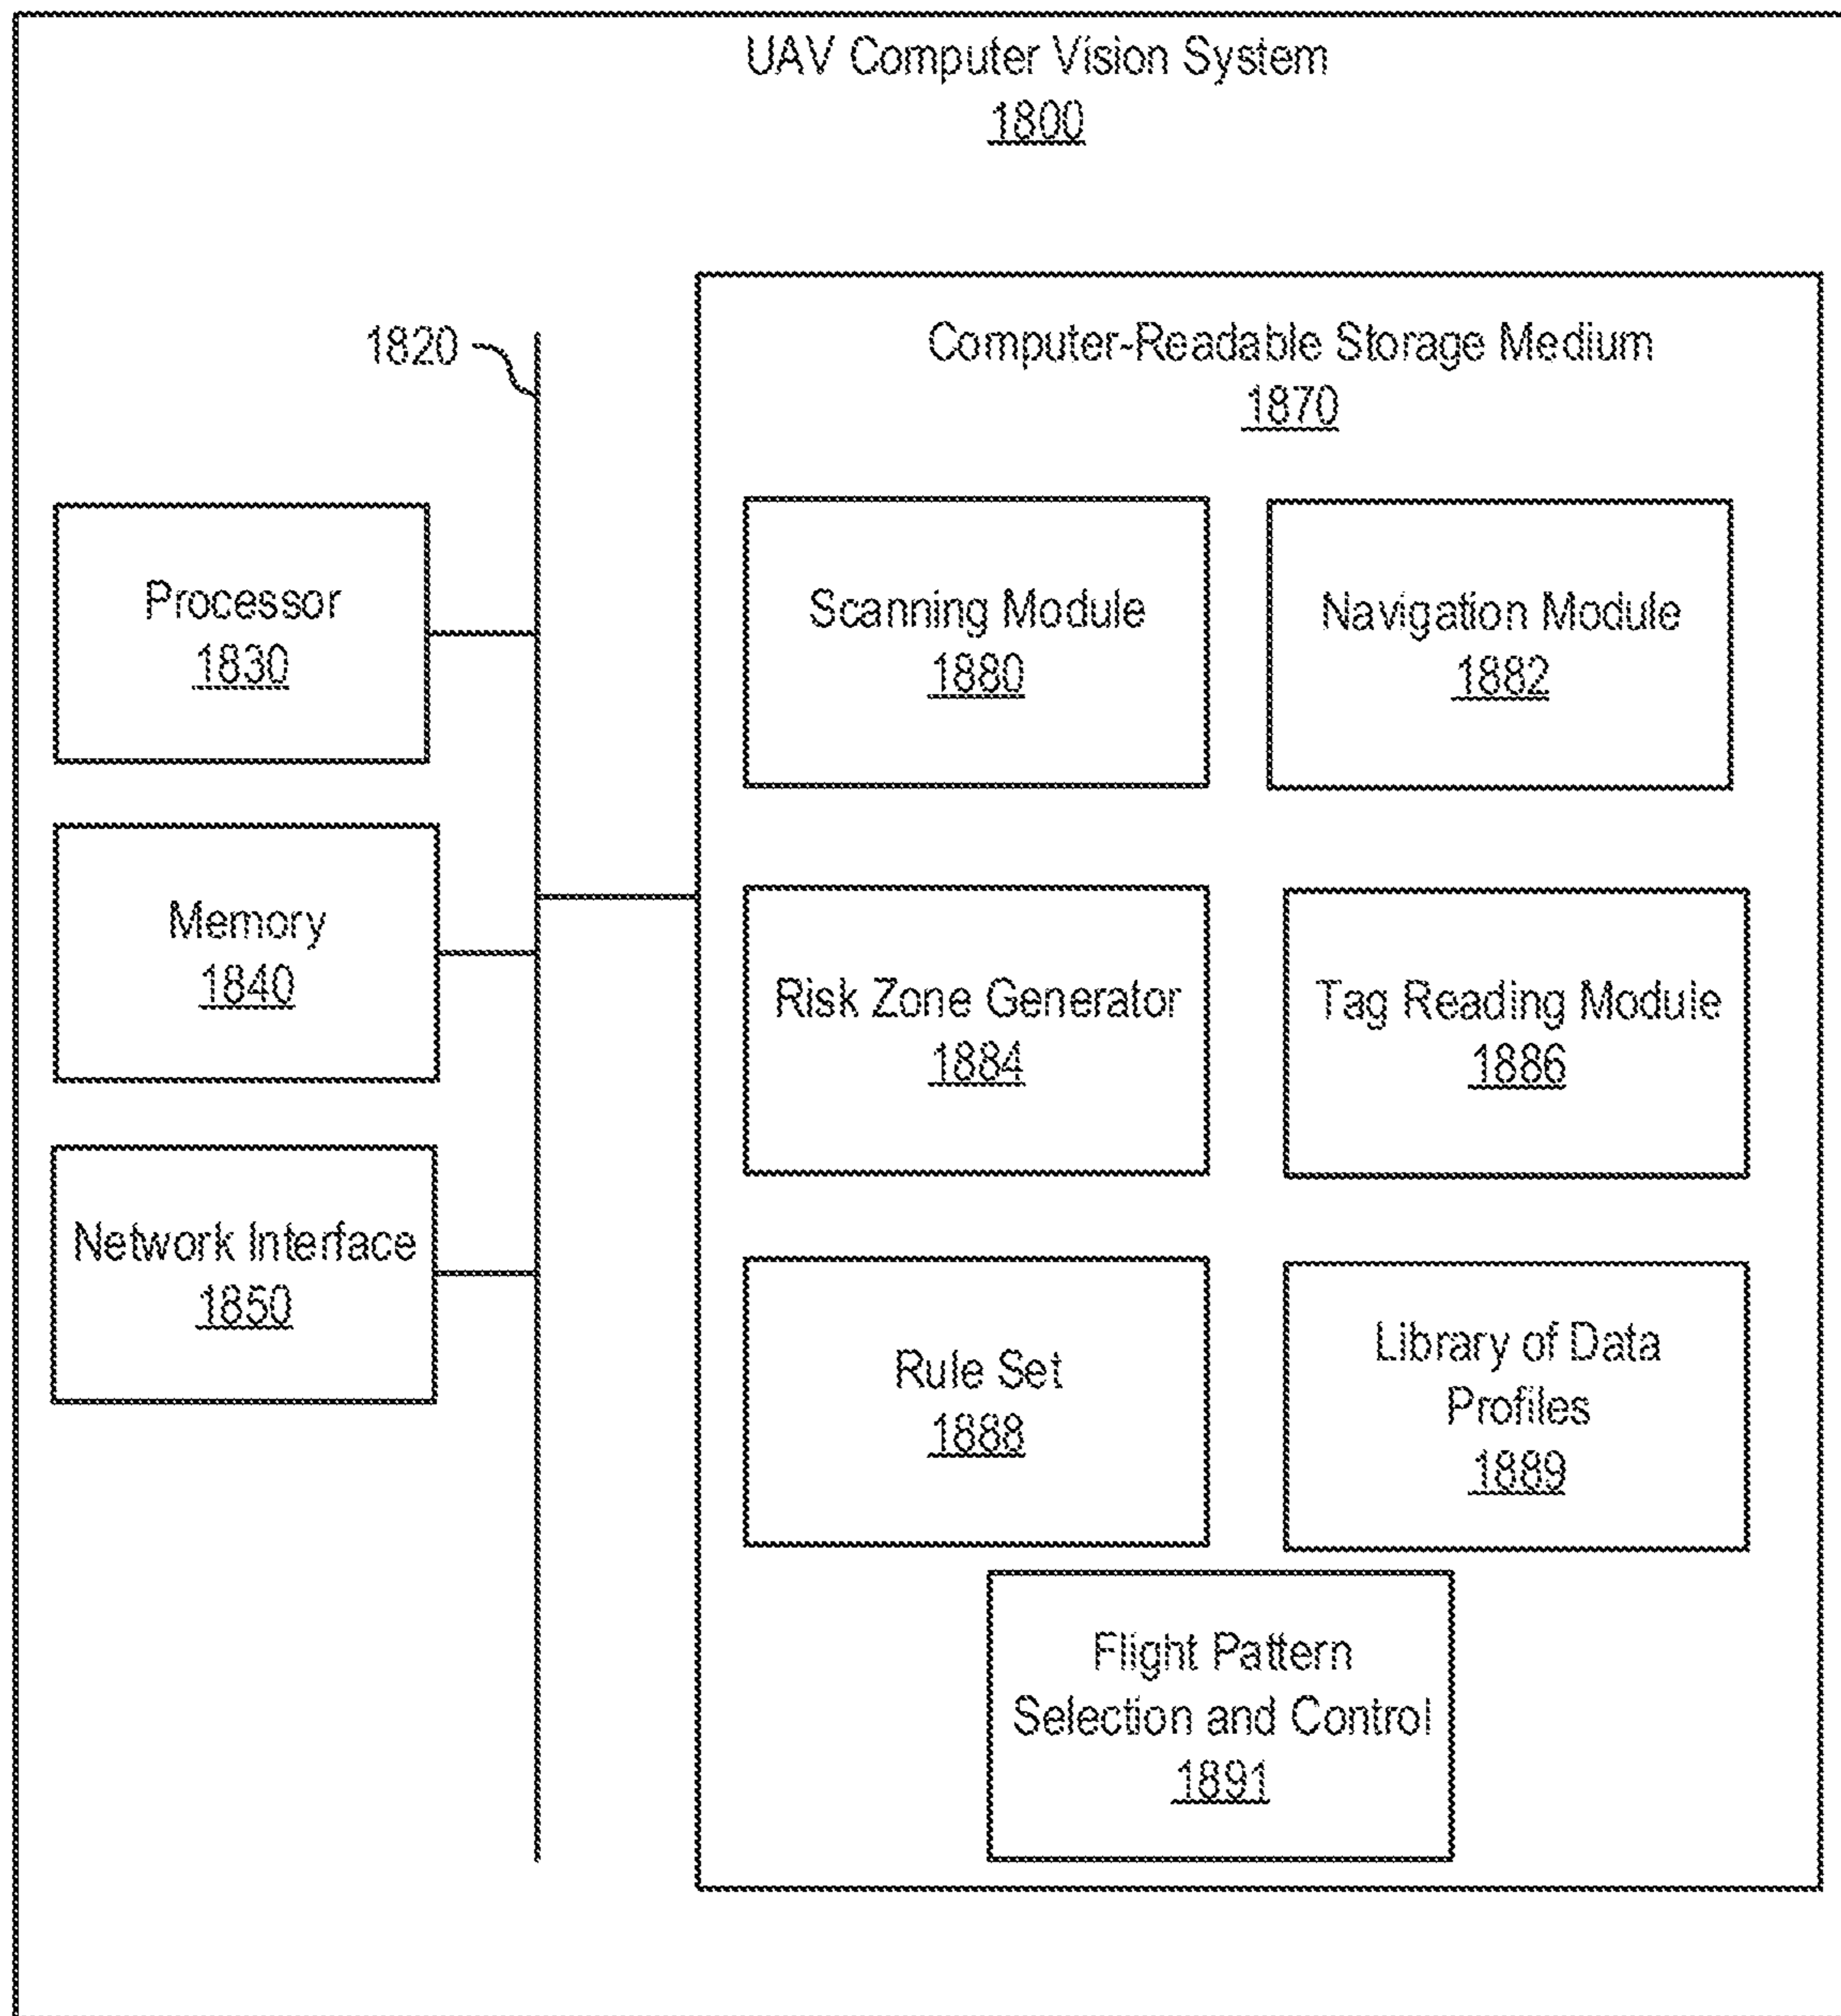 UAV Computer Vision System
1800
1820
Computer-Readable Storage Medium
1870
Processor
1830
Memory
1840
Network Interface
1850
Scanning Module
1880
Navigation Module
1882
Risk Zone Generator
1884
Tag Reading Module
1886
Rule Set
1888
Library of Data
Profiles
1889
Flight Pattern
Selection and Control
1891